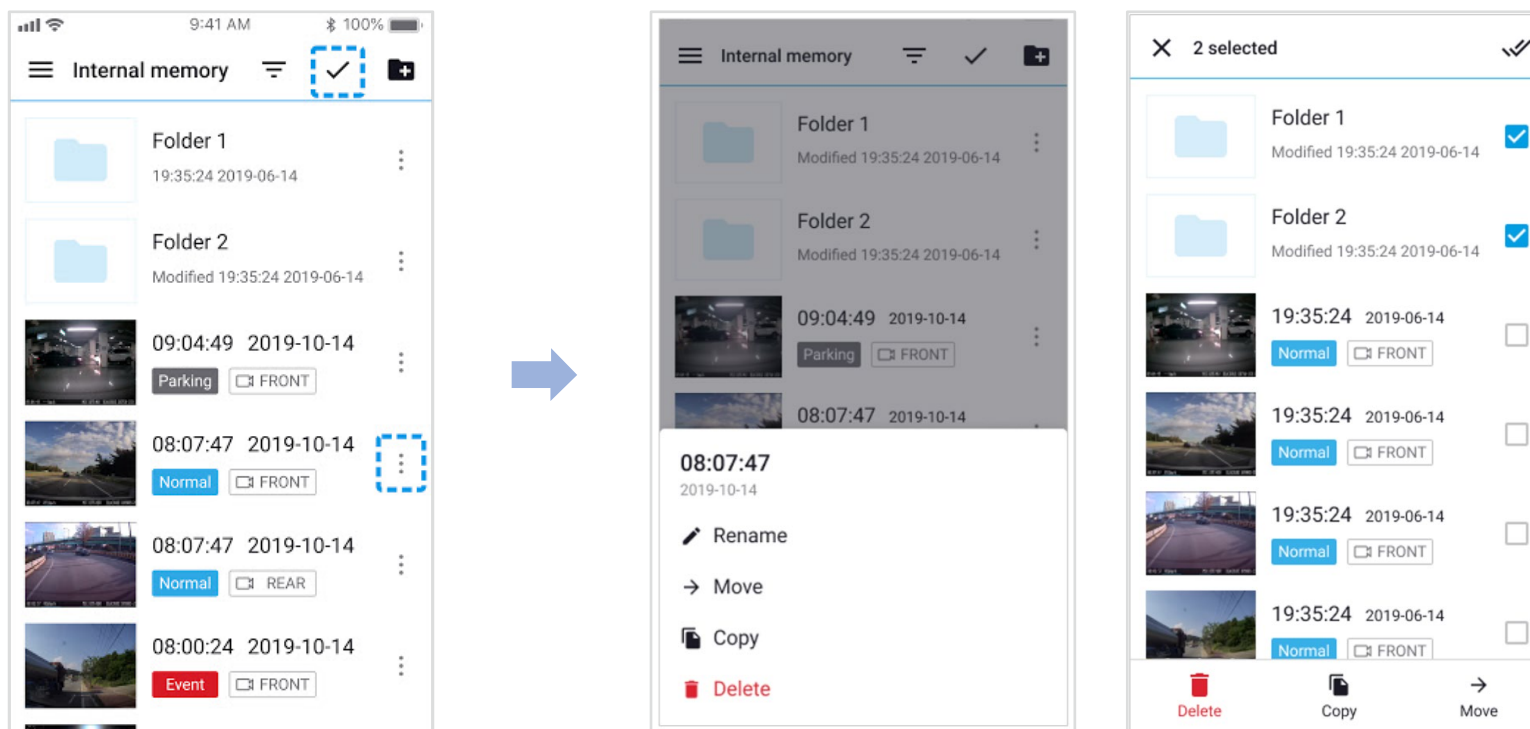 9:41 AM 100%
Internal memory
Folder 1
19:35:24 2019-06-14
Folder 2
Modified 19:35:24 2019-06-14
09:04:49 2019-10-14
Parking FRONT
08:07:47 2019-10-14
Normal FRONT
08:07:47 2019-10-14
Normal REAR
08:00:24 2019-10-14
Event FRONT
Internal memory
Folder 1
Modified 19:35:24 2019-06-14
Folder 2
Modified 19:35:24 2019-06-14
09:04:49 2019-10-14
Parking FRONT
08:07:47 2019-10-14
08:07:47
2019-10-14
Rename
Move
Copy
Delete
2 selected
Folder 1
Modified 19:35:24 2019-06-14
Folder 2
Modified 19:35:24 2019-06-14
19:35:24 2019-06-14
Normal FRONT
19:35:24 2019-06-14
Normal FRONT
19:35:24 2019-06-14
Normal FRONT
19:35:24 2019-06-14
Normal FRONT
Delete Copy Move